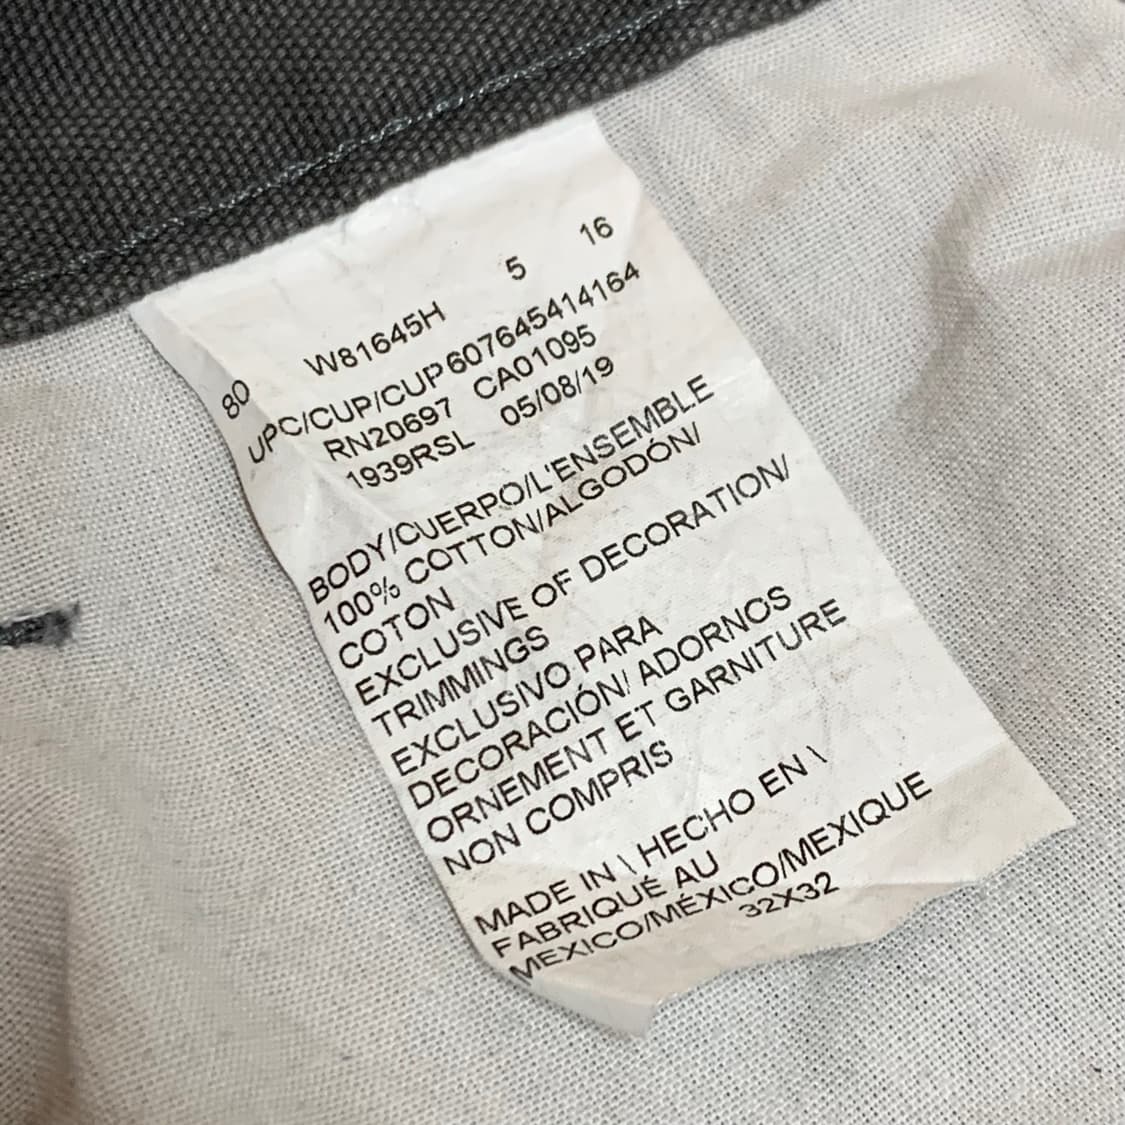 80 W81645H 5 16
UPC/CUP/CUP 607645414164
RN20697 CA01095
1939RSL 05/08/19
BODY/CUERPO/L'ENSEMBLE
100% COTTON/ALGODÓN/
COTON
EXCLUSIVE OF DECORATION/
TRIMMINGS
EXCLUSIVO PARA
DECORACIÓN/ ADORNOS
ORNEMENT ET GARNITURE
NON COMPRIS
MADE IN \ HECHO EN \
FABRIQUÉ AU
MEXICO/MÉXICO/MEXIQUE
32X32